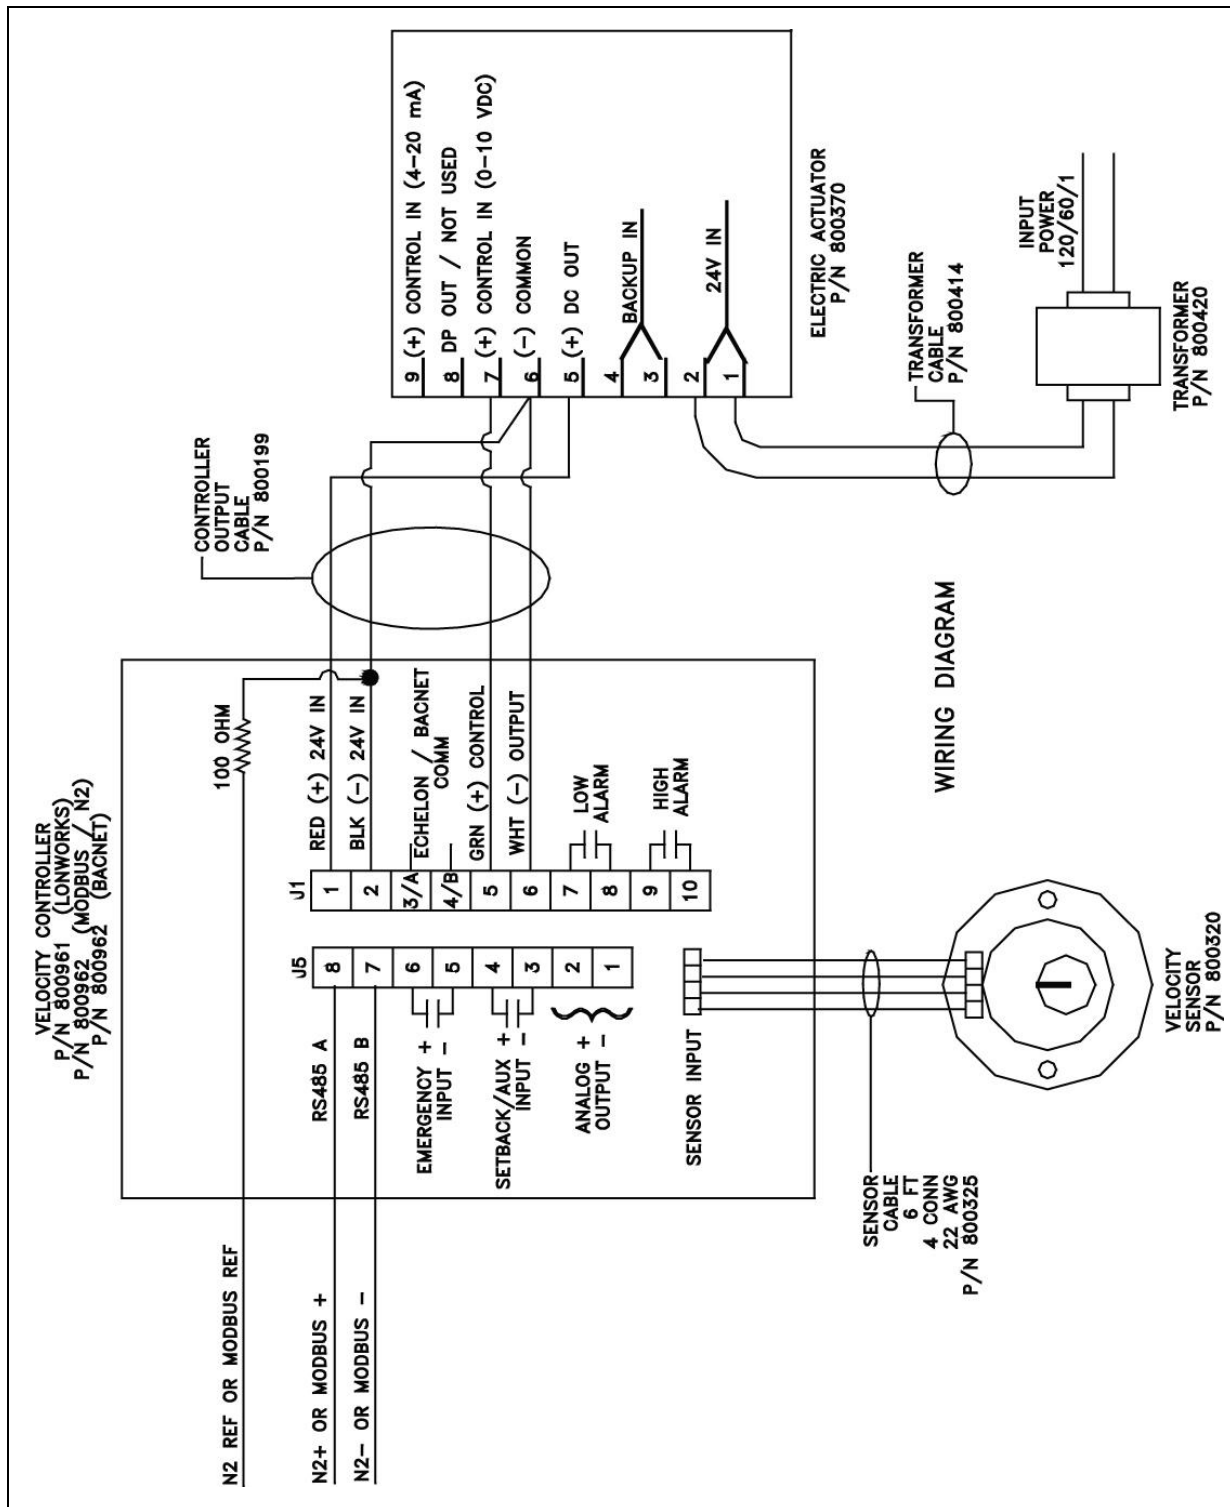 VELOCITY CONTROLLER
P/N 800961 (LONWORKS)
P/N 800962 (MODBUS / N2)
P/N 800962 (BACNET)
N2 REF OR MODBUS REF
100 OHM
N2+ OR MODBUS +
N2- OR MODBUS -
RS485 A
RS485 B
EMERGENCY +
INPUT -
SETBACK/AUX +
INPUT -
ANALOG +
OUTPUT -
SENSOR INPUT
J5
8
7
6
5
4
3
2
1
J1
1
2
3/A
4/B
5
6
7
8
9
10
RED (+) 24V IN
BLK (-) 24V IN
ECHELON / BACNET
COMM
GRN (+) CONTROL
WHT (-) OUTPUT
LOW
ALARM
HIGH
ALARM
CONTROLLER
OUTPUT
CABLE
P/N 800199
9 (+) CONTROL IN (4-20 mA)
8 DP OUT / NOT USED
7 (+) CONTROL IN (0-10 VDC)
6 (-) COMMON
5 (+) DC OUT
4
3
BACKUP IN
2
1
24V IN
ELECTRIC ACTUATOR
P/N 800370
TRANSFORMER
CABLE
P/N 800414
INPUT
POWER
120/60/1
TRANSFORMER
P/N 800420
SENSOR
CABLE
6 FT
4 CONN
22 AWG
P/N 800325
VELOCITY
SENSOR
P/N 800320
WIRING DIAGRAM